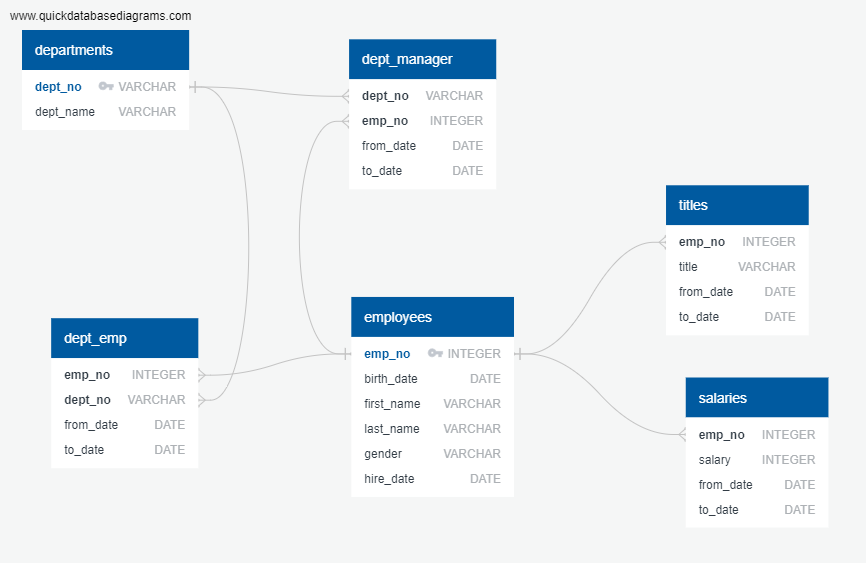 www.quickdatabasediagrams.com
departments
dept_no VARCHAR
dept_name VARCHAR
dept_manager
dept_no VARCHAR
emp_no INTEGER
from_date DATE
to_date DATE
titles
emp_no INTEGER
title VARCHAR
from_date DATE
to_date DATE
dept_emp
emp_no INTEGER
dept_no VARCHAR
from_date DATE
to_date DATE
employees
emp_no INTEGER
birth_date DATE
first_name VARCHAR
last_name VARCHAR
gender VARCHAR
hire_date DATE
salaries
emp_no INTEGER
salary INTEGER
from_date DATE
to_date DATE